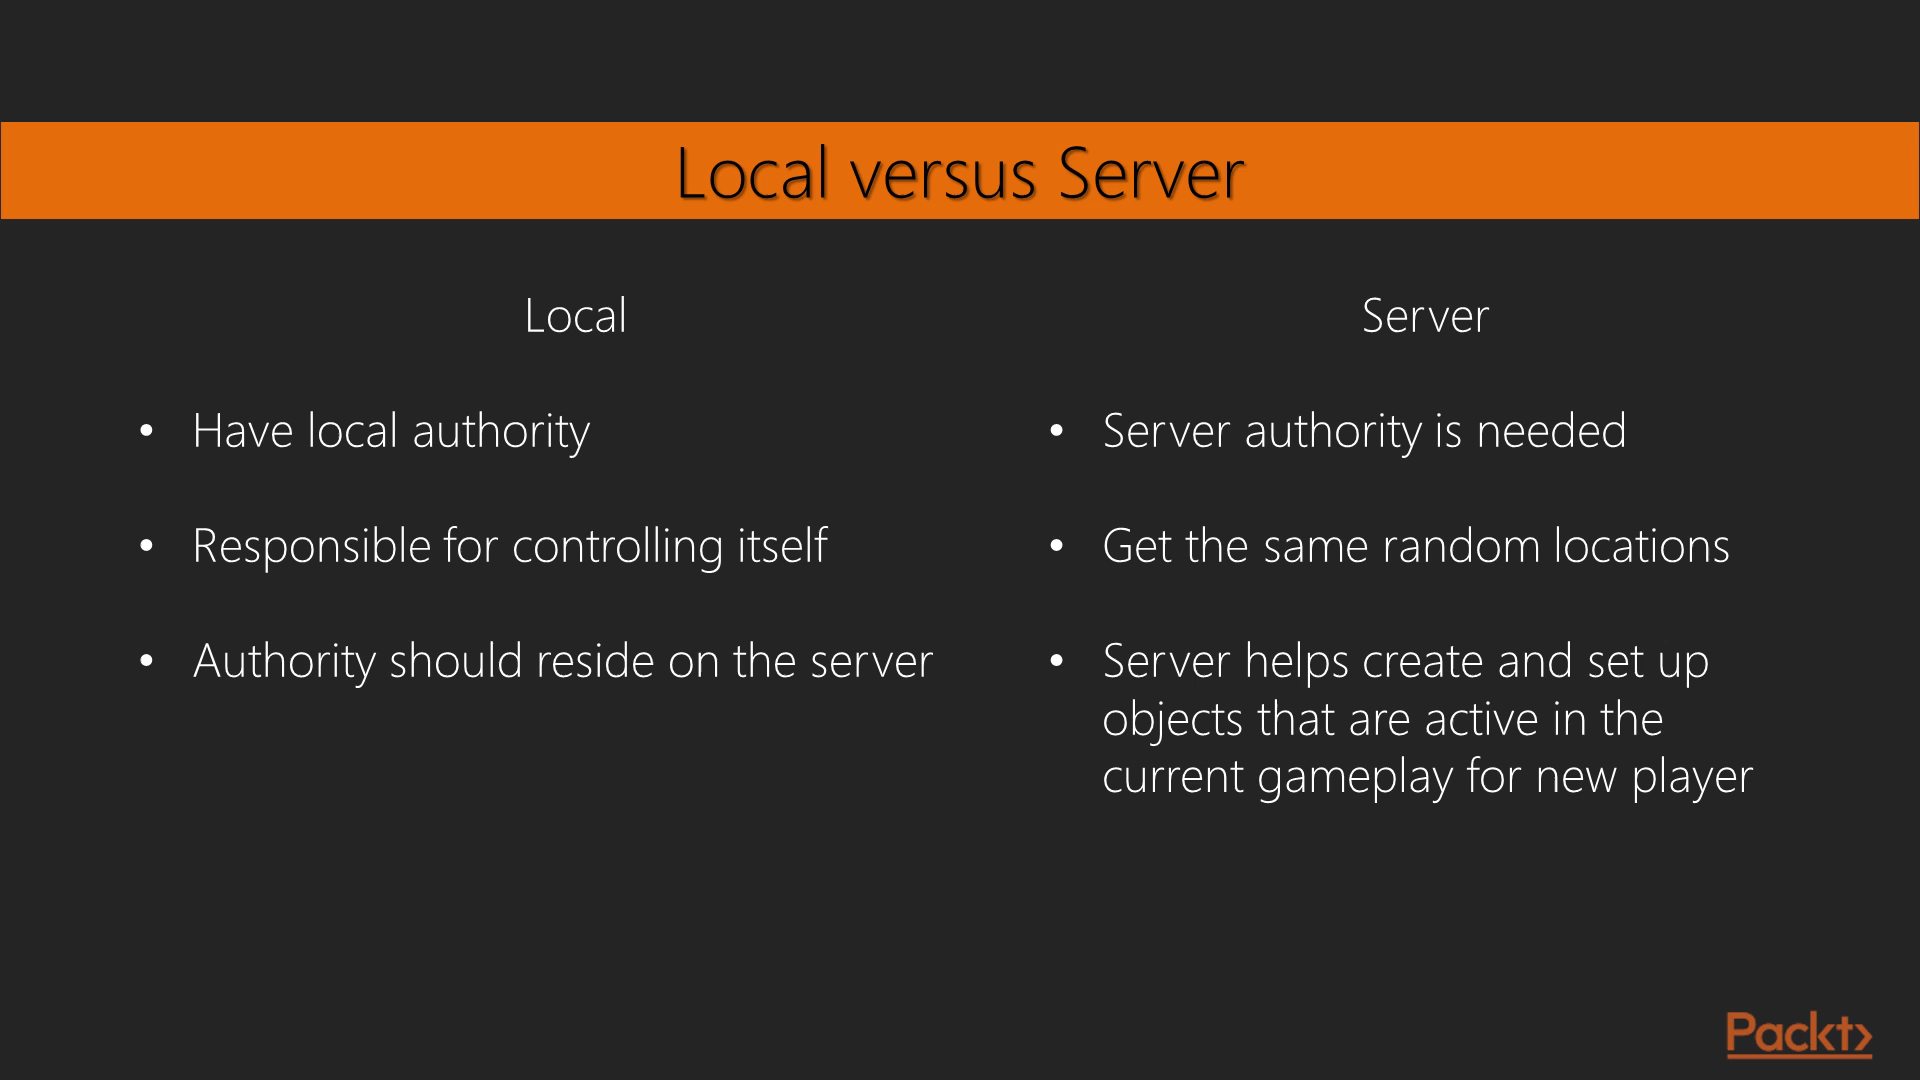 Local versus Server
Local
• Have local authority
• Responsible for controlling itself
• Authority should reside on the server
Server
• Server authority is needed
• Get the same random locations
• Server helps create and set up
objects that are active in the
current gameplay for new player
Packt>